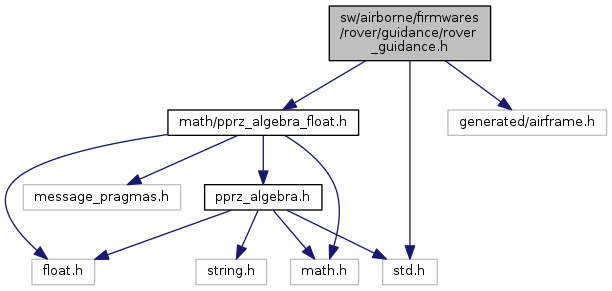 sw/airborne/firmwares
/rover/guidance/rover
_guidance.h
math/pprz_algebra_float.h
generated/airframe.h
message_pragmas.h
pprz_algebra.h
float.h
string.h
math.h
std.h